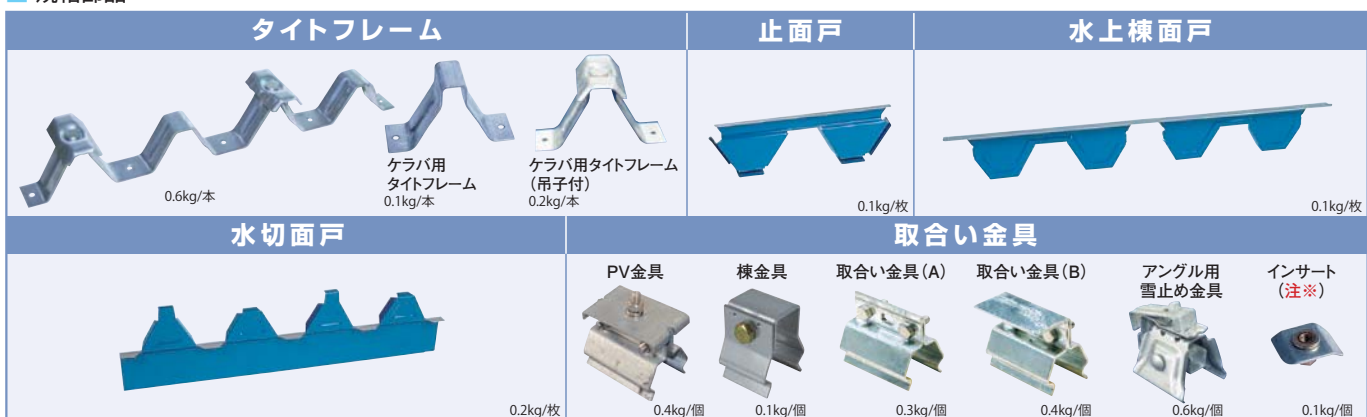 タイトフレーム
止面戸
水上棟面戸
0.6kg/本
ケラバ用
タイトフレーム
0.1kg/本
ケラバ用タイトフレーム
(吊子付)
0.2kg/本
0.1kg/枚
0.1kg/枚
水切面戸
取合い金具
0.2kg/枚
PV金具
0.4kg/個
棟金具
0.1kg/個
取合い金具(A)
0.3kg/個
取合い金具(B)
0.4kg/個
アングル用
雪止め金具
0.6kg/個
インサート
(注※)
0.1kg/個